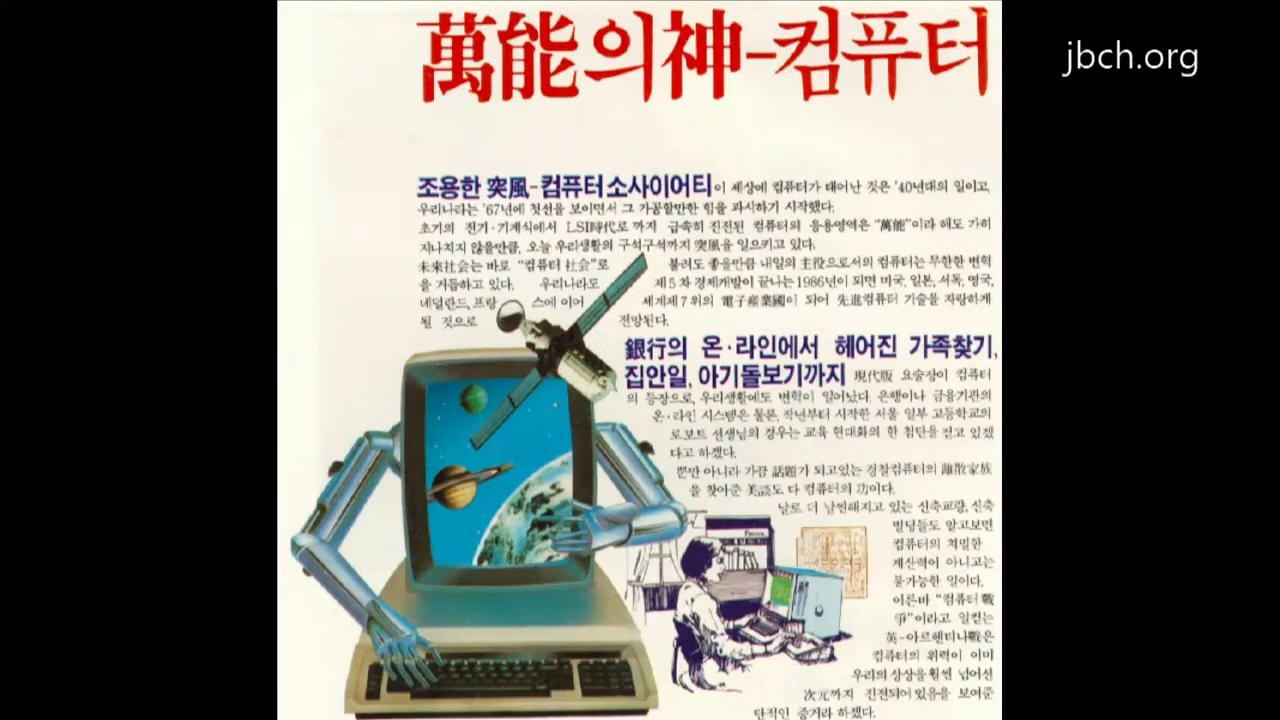 萬能의神-컴퓨터
jbch.org
조용한 突風-컴퓨터소사이어티이 세상에 컴퓨터가 태어난 것은 '40년대의 일이고,
우리나라는 '67년에 첫선을 보이면서 그 가공할만한 힘을 과시하기 시작했다.
초기의 전기·기계식에서 LSI時代로 까지 급속히 진전된 컴퓨터의 응용영역은 “萬能”이라 해도 가히
지나치지 않을만큼, 오늘 우리생활의 구석구석까지 突風을 일으키고 있다.
未來社会는 바로 “컴퓨터 社会”로 불려도 좋을만큼 내일의 主役으로서의 컴퓨터는 무한한 변혁
을 거듭하고 있다. 우리나라도 제5차 경제개발이 끝나는 1986년이 되면 미국, 일본, 서독, 영국,
네덜란드, 프랑스에 이어 세계제7위의 電子産業國이 되어 先進컴퓨터 기술을 자랑하게
될 것으로 전망된다.
銀行의 온·라인에서 헤어진 가족찾기,
집안일, 아기돌보기까지 現代版 요술장이 컴퓨터
의 등장으로, 우리생활에도 변혁이 일어났다. 은행이나 금융기관의
온·라인 시스템은 물론, 작년부터 시작한 서울 일부 고등학교의
로보트 선생님의 경우는 교육 현대화의 한 첨단을 걷고 있겠
다고 하겠다.
뿐만 아니라 가끔 話題가 되고있는 경찰컴퓨터의 離散家族
을 찾아준 美談도 다 컴퓨터의 功이다.
날로 더 날씬해지고 있는 신축교량, 신축
빌딩들도 알고보면
컴퓨터의 치밀한
계산력이 아니고는
불가능한 일이다.
이른바 “컴퓨터 戰
爭”이라고 일컫는
英-아르헨티나戰은
컴퓨터의 위력이 이미
우리의 상상을 훨씬 넘어선
次元까지 진전되어 있음을 보여준
단적인 증거라 하겠다.